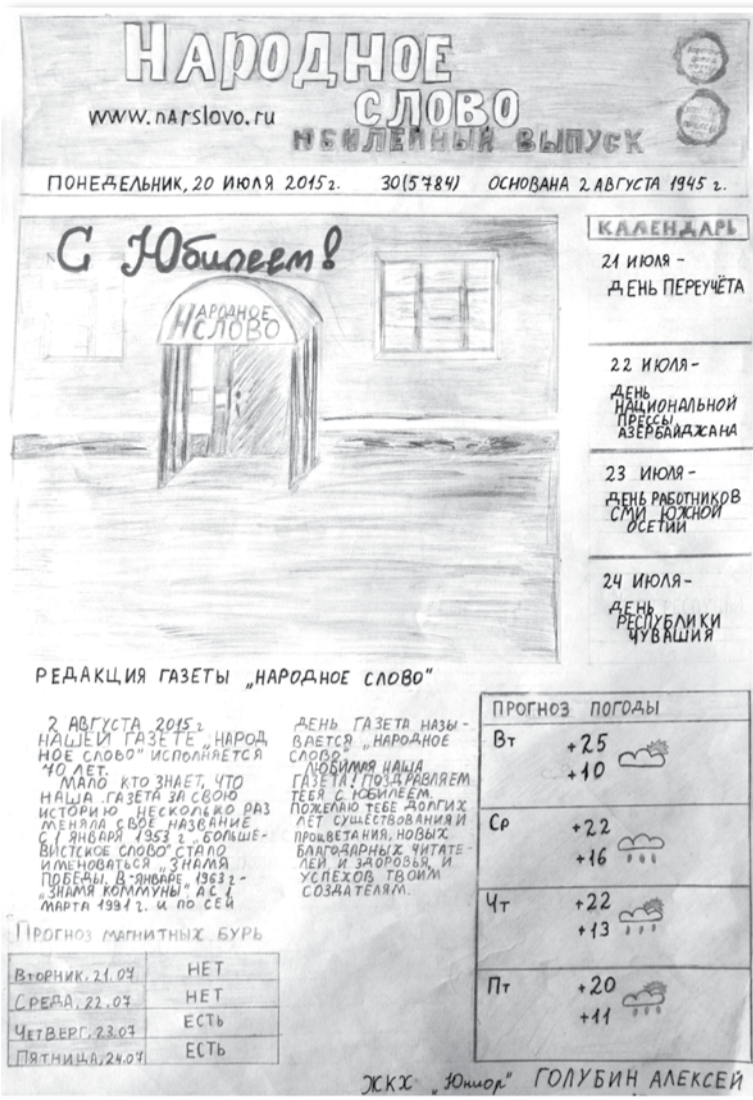 НАРОДНОЕ
СЛОВО
www.narslovo.ru
ЮБИЛЕЙНЫЙ ВЫПУСК
ПОНЕДЕЛЬНИК, 20 ИЮЛЯ 2015 г. 30(5784) ОСНОВАНА 2 АВГУСТА 1945 г.
С Юбилеем!
НАРОДНОЕ
СЛОВО
КАЛЕНДАРЬ
21 ИЮЛЯ –
ДЕНЬ ПЕРЕУЧЁТА
22 ИЮЛЯ –
ДЕНЬ
НАЦИОНАЛЬНОЙ
ПРЕССЫ
АЗЕРБАЙДЖАНА
23 ИЮЛЯ –
ДЕНЬ РАБОТНИКОВ
СМИ ЮЖНОЙ
ОСЕТИИ
24 ИЮЛЯ –
ДЕНЬ
РЕСПУБЛИКИ
ЧУВАШИЯ
РЕДАКЦИЯ ГАЗЕТЫ „НАРОДНОЕ СЛОВО"
2 АВГУСТА 2015 г
НАШЕЙ ГАЗЕТЕ „НАРОД
НОЕ СЛОВО" ИСПОЛНЯЕТСЯ
70 ЛЕТ.
МАЛО КТО ЗНАЕТ, ЧТО
НАША ГАЗЕТА ЗА СВОЮ
ИСТОРИЮ НЕСКОЛЬКО РАЗ
МЕНЯЛА СВОЕ НАЗВАНИЕ
С 1 ЯНВАРЯ 1953 г „БОЛЬШЕ-
ВИСТСКОЕ СЛОВО" СТАЛО
ИМЕНОВАТЬСЯ „ЗНАМЯ
ПОБЕДЫ. В ЯНВАРЕ 1963 г -
„ЗНАМЯ КОММУНЫ" А С 1
МАРТА 1991 г. И ПО СЕЙ
ДЕНЬ ГАЗЕТА НАЗЫ-
ВАЕТСЯ „НАРОДНОЕ
СЛОВО"
ЛЮБИМАЯ НАША
ГАЗЕТА! ПОЗДРАВЛЯЕМ
ТЕБЯ С ЮБИЛЕЕМ.
ПОЖЕЛАЮ ТЕБЕ ДОЛГИХ
ЛЕТ СУЩЕСТВОВАНИЯ И
ПРОЦВЕТАНИЯ, НОВЫХ
БЛАГОДАРНЫХ ЧИТАТЕ-
ЛЕЙ И ЗДОРОВЬЯ, И
УСПЕХОВ ТВОИМ
СОЗДАТЕЛЯМ.
ПРОГНОЗ ПОГОДЫ
Вт +25
+10
Ср +22
+16
Чт +22
+13
Пт +20
+11
ПРОГНОЗ МАГНИТНЫХ БУРЬ
ВТОРНИК, 21.07 НЕТ
СРЕДА, 22.07 НЕТ
ЧЕТВЕРГ, 23.07 ЕСТЬ
ПЯТНИЦА, 24.07 ЕСТЬ
ЖКХ „Юниор" ГОЛУБИН АЛЕКСЕЙ